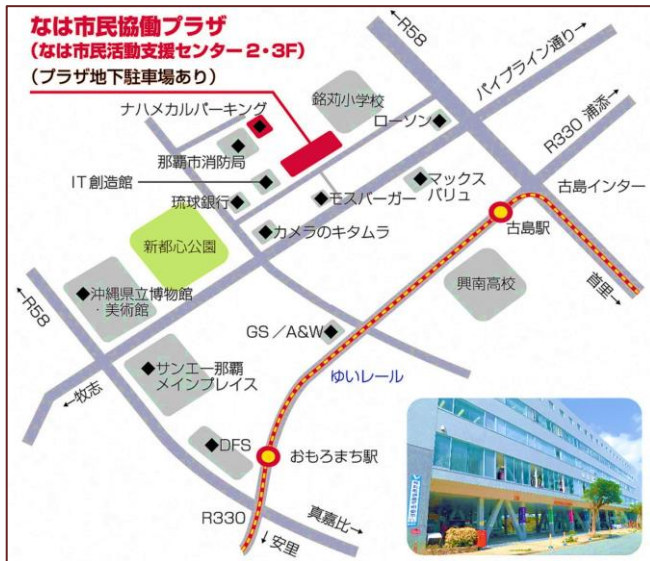 なは市民協働プラザ
(なは市民活動支援センター2・3F)
(プラザ地下駐車場あり)
←R58
パイプライン通り→
ナハメカルパーキング
銘苅小学校
ローソン
R330 浦添→
那覇市消防局
IT創造館
マックス
バリュ
古島インター
琉球銀行
モスバーガー
カメラのキタムラ
古島駅
新都心公園
興南高校
首里→
←R58
沖縄県立博物館
・美術館
GS/A&W
サンエー那覇
メインプレイス
ゆいレール
←牧志
DFS
おもろまち駅
R330
真嘉比→
↓安里